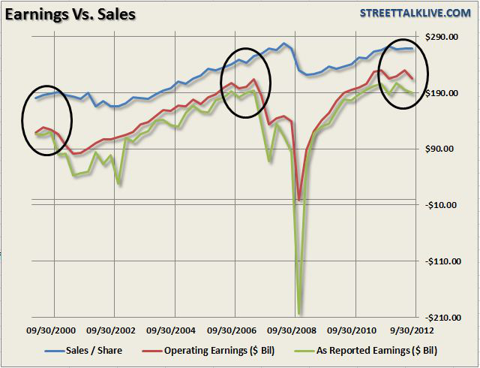 Earnings Vs. Sales
STREETTALKLIVE.COM
$290.00
$190.00
$90.00
-$10.00
-$110.00
-$210.00
09/30/2000 09/30/2002 09/30/2004 09/30/2006 09/30/2008 09/30/2010 9/30/2012
Sales / Share Operating Earnings ($ Bil) As Reported Earnings ($ Bil)